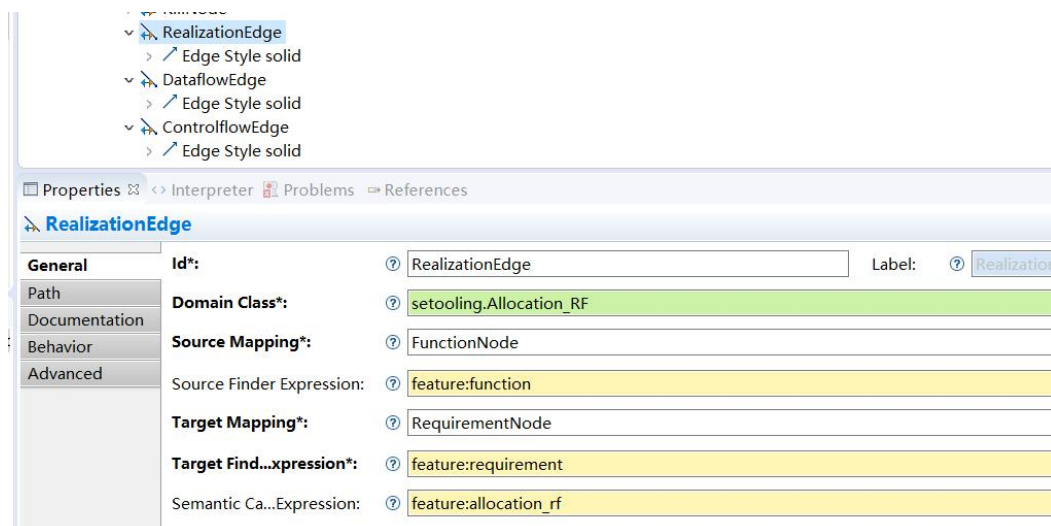 RealizationEdge
Edge Style solid
DataflowEdge
Edge Style solid
ControlflowEdge
Edge Style solid
Properties Interpreter Problems References
RealizationEdge
General
Path
Documentation
Behavior
Advanced
Id*: RealizationEdge Label: Realization
Domain Class*: setooling.Allocation_RF
Source Mapping*: FunctionNode
Source Finder Expression: feature:function
Target Mapping*: RequirementNode
Target Find...xpression*: feature:requirement
Semantic Ca...Expression: feature:allocation_rf